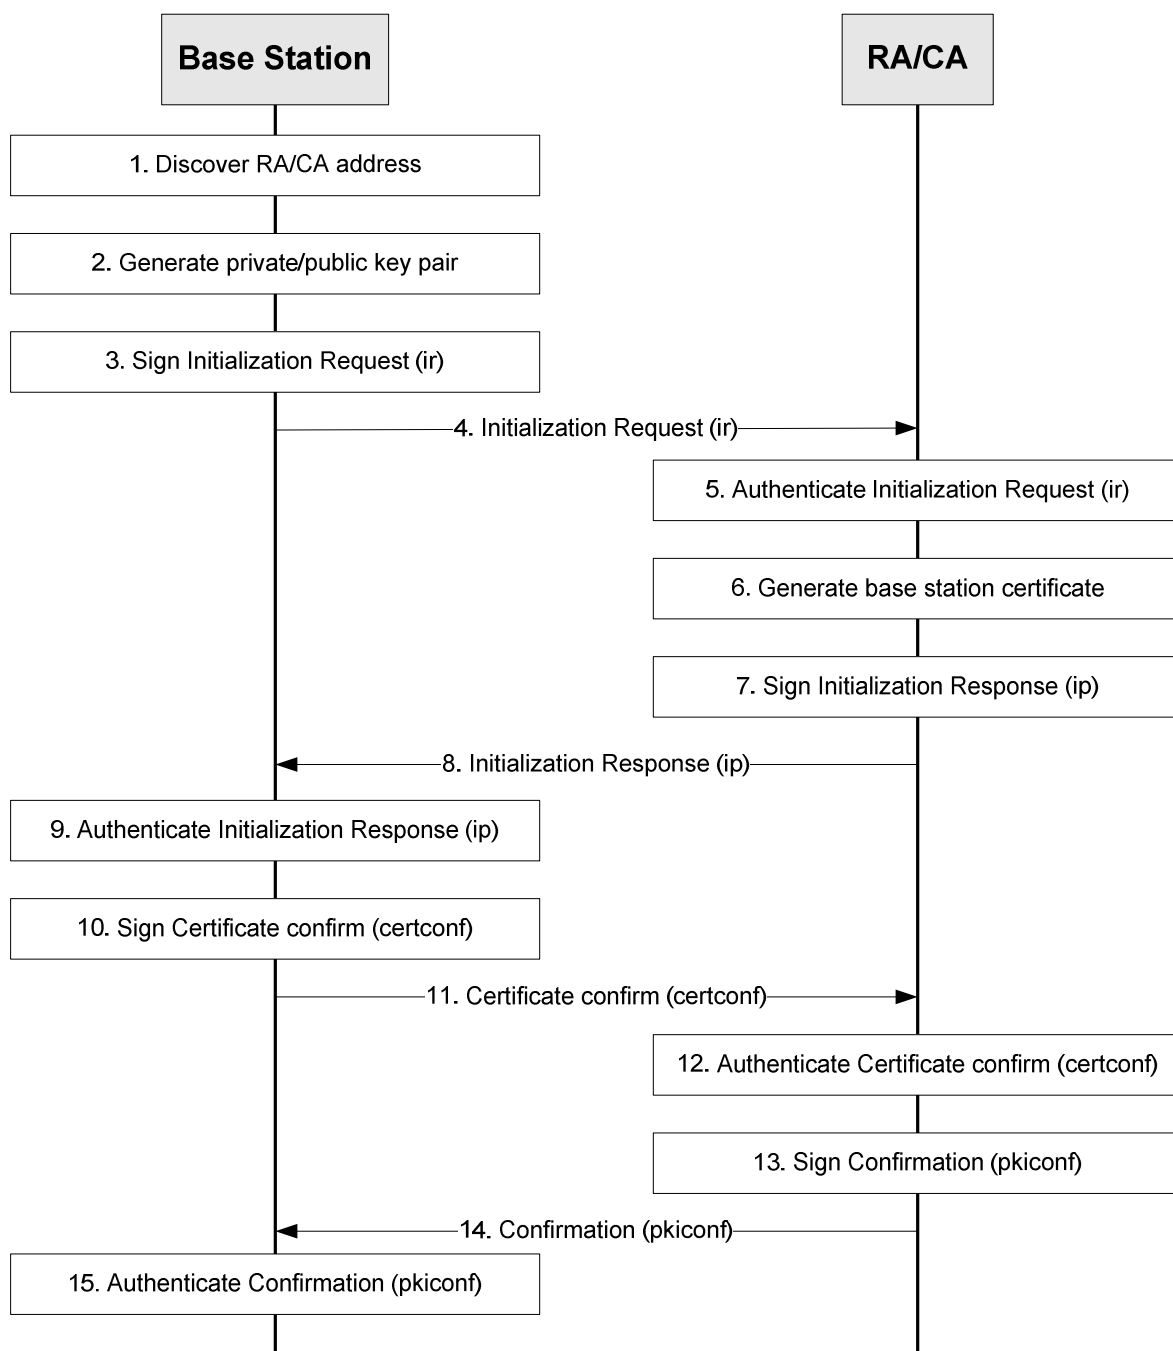 Base Station
RA/CA
1. Discover RA/CA address
2. Generate private/public key pair
3. Sign Initialization Request (ir)
4. Initialization Request (ir)
5. Authenticate Initialization Request (ir)
6. Generate base station certificate
7. Sign Initialization Response (ip)
8. Initialization Response (ip)
9. Authenticate Initialization Response (ip)
10. Sign Certificate confirm (certconf)
11. Certificate confirm (certconf)
12. Authenticate Certificate confirm (certconf)
13. Sign Confirmation (pkiconf)
14. Confirmation (pkiconf)
15. Authenticate Confirmation (pkiconf)